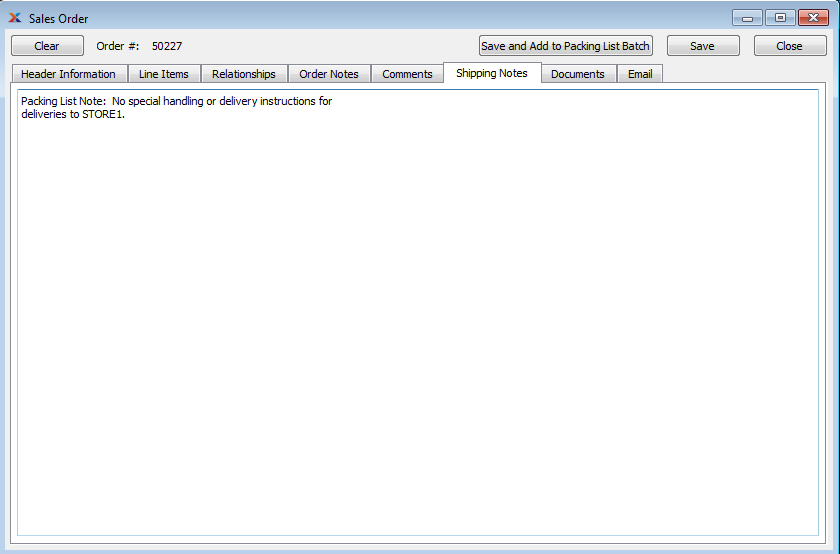 Sales Order
Clear
Order #: 50227
Save and Add to Packing List Batch
Save
Close
Header Information
Line Items
Relationships
Order Notes
Comments
Shipping Notes
Documents
Email
Packing List Note: No special handling or delivery instructions for
deliveries to STORE1.